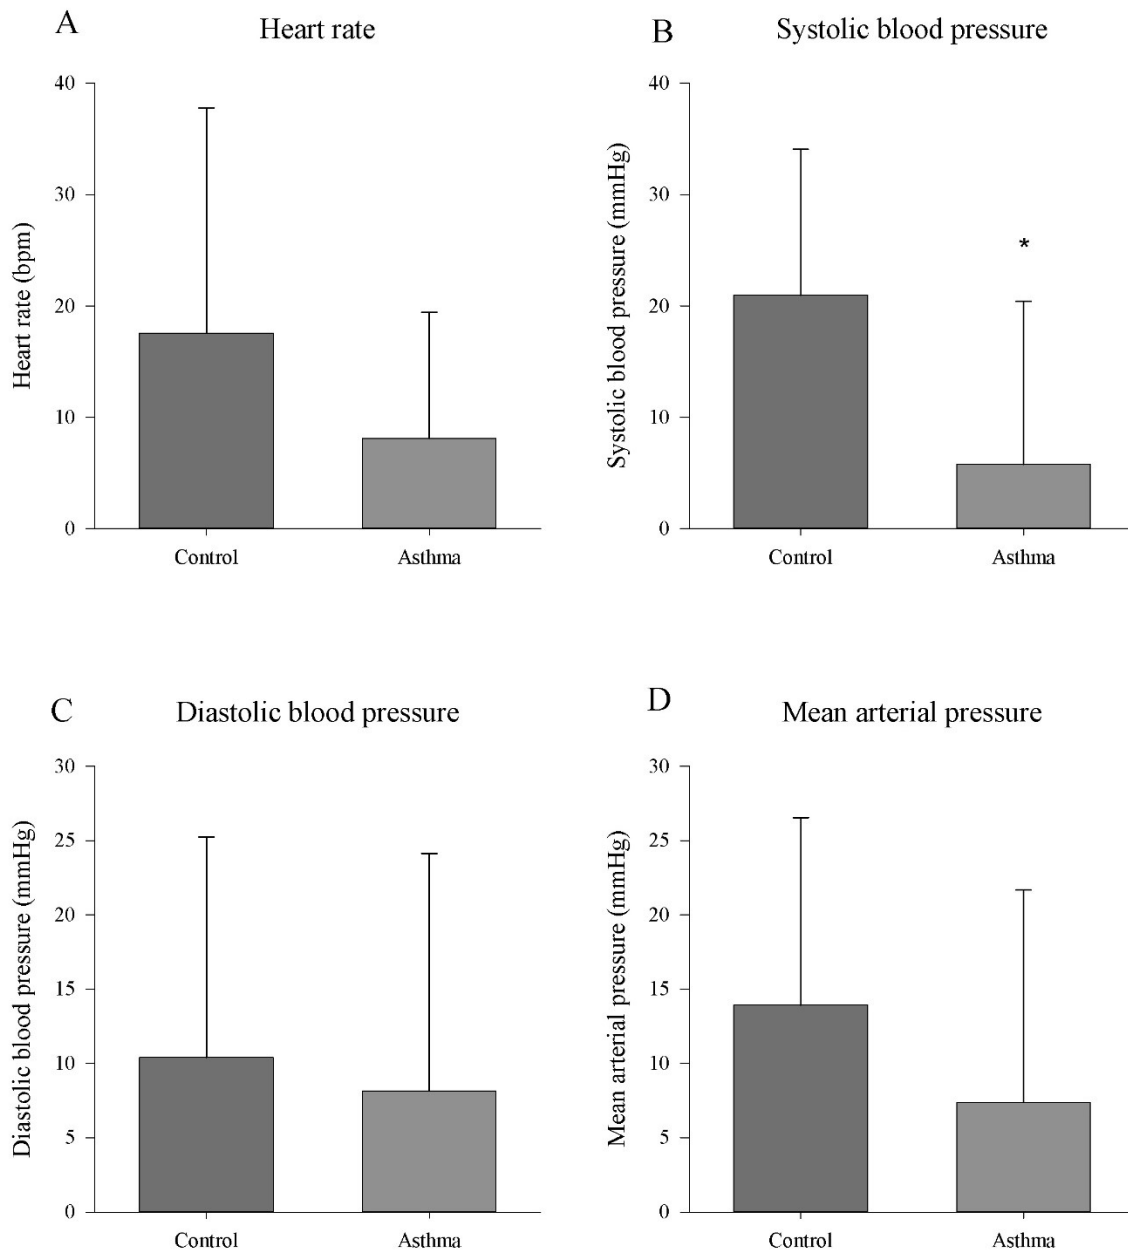 A
Heart rate
Heart rate (bpm)
40
30
20
10
0
Control
Asthma
B
Systolic blood pressure
Systolic blood pressure (mmHg)
40
30
20
10
0
*
Control
Asthma
C
Diastolic blood pressure
Diastolic blood pressure (mmHg)
30
25
20
15
10
5
0
Control
Asthma
D
Mean arterial pressure
Mean arterial pressure (mmHg)
30
25
20
15
10
5
0
Control
Asthma